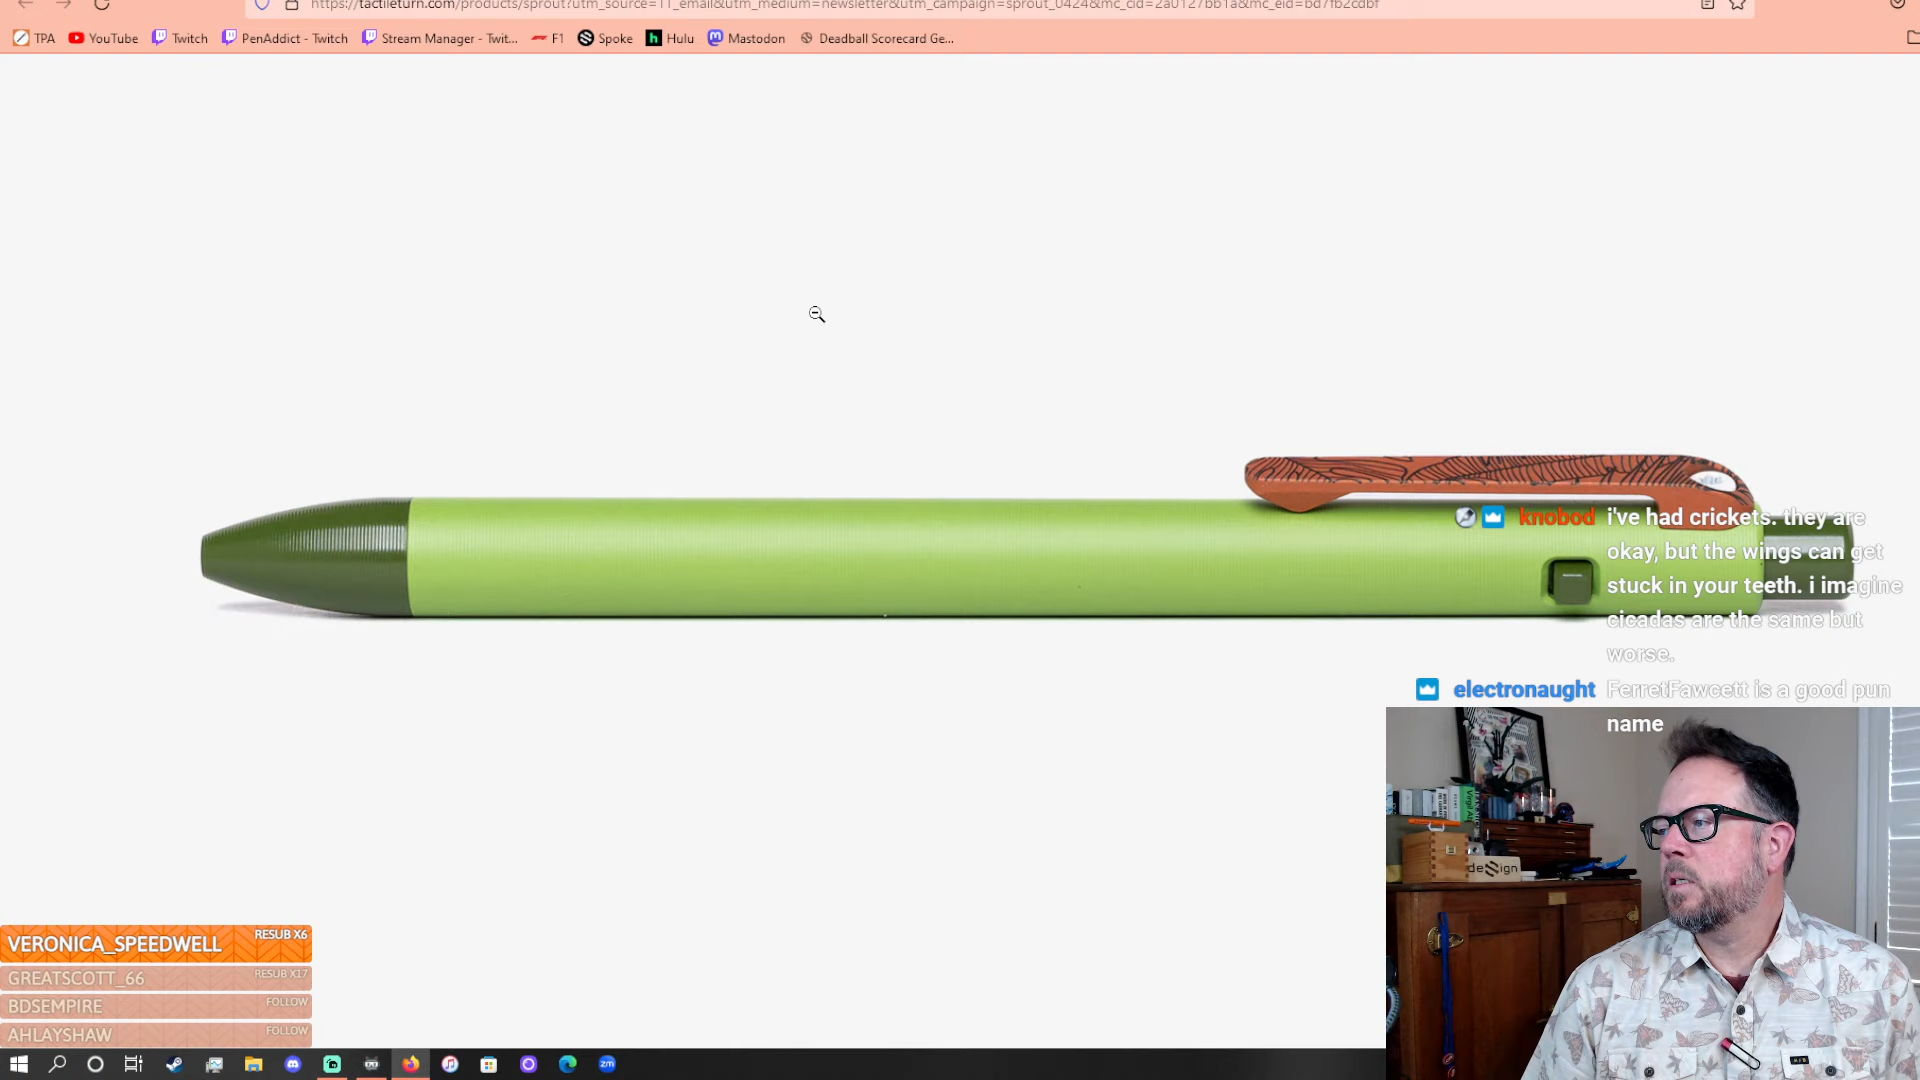 https://tactileturn.com/products/sprout?utm_source=TT_email&utm_medium=newsletter&utm_campaign=sprout_0424&mc_cid=2a0127bb1a&mc_eid=bd7fb2cdbf
TPA YouTube Twitch PenAddict - Twitch Stream Manager - Twit... F1 Spoke Hulu Mastodon Deadball Scorecard Ge...
knobod i've had crickets. they are
okay, but the wings can get
stuck in your teeth. i imagine
cicadas are the same but
worse.
electronaught FerretFawcett is a good pun
name
deSign
VERONICA_SPEEDWELL RESUB X6
GREATSCOTT_66 RESUB X17
BDSEMPIRE FOLLOW
AHLAYSHAW FOLLOW
zm